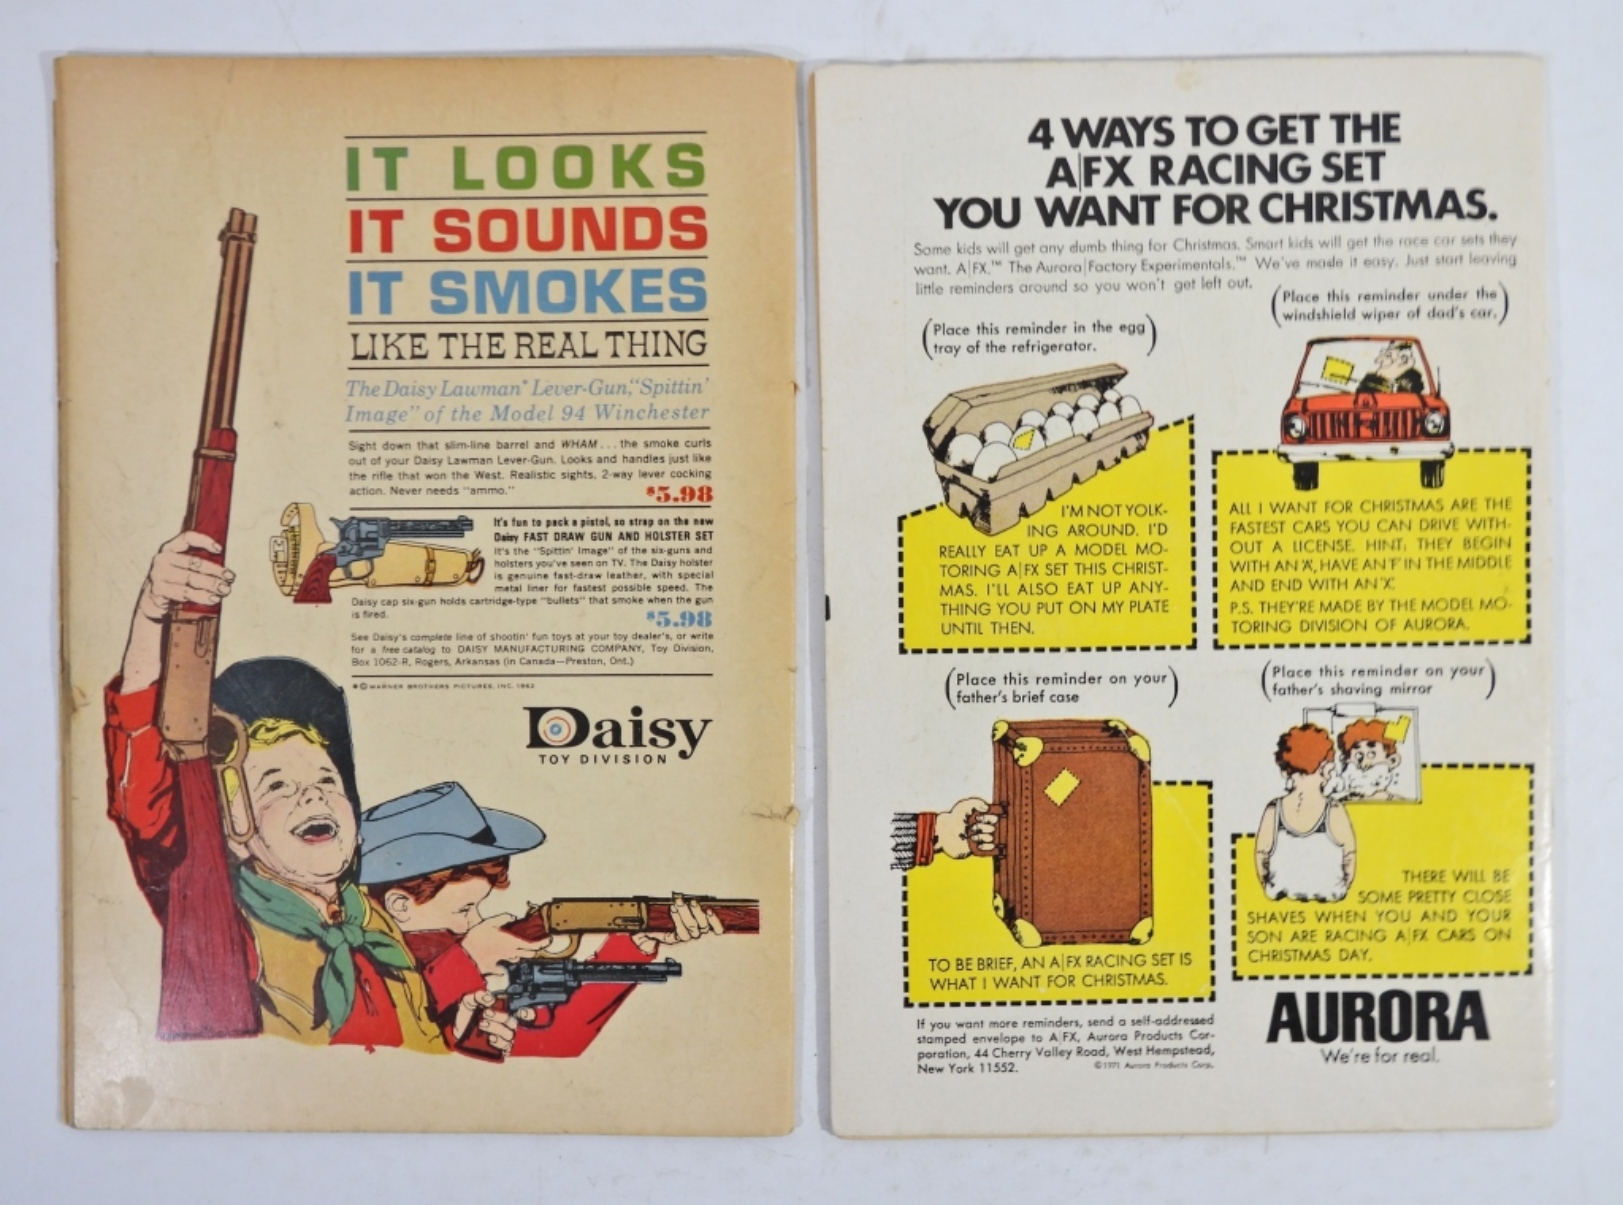 IT LOOKS
IT SOUNDS
IT SMOKES
LIKE THE REAL THING
The Daisy Lawman* Lever-Gun, "Spittin'
Image" of the Model 94 Winchester
Sight down that slim-line barrel and WHAM . . . the smoke curls
out of your Daisy Lawman Lever-Gun. Looks and handles just like
the rifle that won the West. Realistic sights, 2-way lever cocking
action. Never needs "ammo."
$5.98
It's fun to pack a pistol, so strap on the new
Daisy FAST DRAW GUN AND HOLSTER SET
It's the "Spittin' Image" of the six-guns and
holsters you've seen on TV. The Daisy holster
is genuine fast-draw leather, with special
metal liner for fastest possible speed. The
Daisy cap six-gun holds cartridge-type "bullets" that smoke when the gun
is fired.
$5.98
See Daisy's complete line of shootin' fun toys at your toy dealer's, or write
for a free catalog to DAISY MANUFACTURING COMPANY, Toy Division,
Box 1062-R, Rogers, Arkansas (in Canada—Preston, Ont.)
*© WARNER BROTHERS PICTURES, INC. 1962
Daisy
TOY DIVISION
4 WAYS TO GET THE
A|FX RACING SET
YOU WANT FOR CHRISTMAS.
Some kids will get any dumb thing for Christmas. Smart kids will get the race car sets they
want. A|FX.™ The Aurora|Factory Experimentals.™ We've made it easy. Just start leaving
little reminders around so you won't get left out.
(Place this reminder in the egg
tray of the refrigerator.)
I'M NOT YOLK-
ING AROUND. I'D
REALLY EAT UP A MODEL MO-
TORING A|FX SET THIS CHRIST-
MAS. I'LL ALSO EAT UP ANY-
THING YOU PUT ON MY PLATE
UNTIL THEN.
(Place this reminder under the
windshield wiper of dad's car.)
ALL I WANT FOR CHRISTMAS ARE THE
FASTEST CARS YOU CAN DRIVE WITH-
OUT A LICENSE. HINT: THEY BEGIN
WITH AN 'A', HAVE AN 'F' IN THE MIDDLE
AND END WITH AN 'X'.
P.S. THEY'RE MADE BY THE MODEL MO-
TORING DIVISION OF AURORA.
(Place this reminder on your
father's brief case)
TO BE BRIEF, AN A|FX RACING SET IS
WHAT I WANT FOR CHRISTMAS.
(Place this reminder on your
father's shaving mirror)
THERE WILL BE
SOME PRETTY CLOSE
SHAVES WHEN YOU AND YOUR
SON ARE RACING A|FX CARS ON
CHRISTMAS DAY.
If you want more reminders, send a self-addressed
stamped envelope to A|FX, Aurora Products Cor-
poration, 44 Cherry Valley Road, West Hempstead,
New York 11552.
©1971 Aurora Products Corp.
AURORA
We're for real.